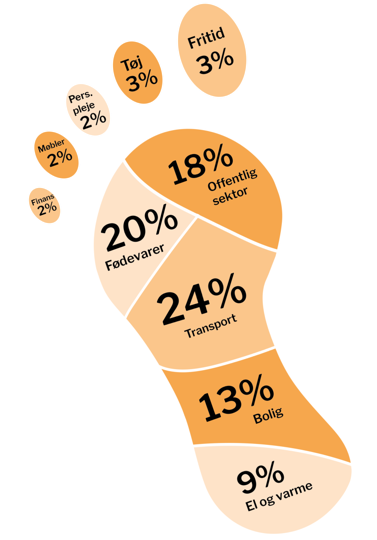 Fritid
3%
Tøj
3%
Pers.
pleje
2%
Møbler
2%
Finans
2%
18%
Offentlig
sektor
20%
Fødevarer
24%
Transport
13%
Bolig
9%
El og varme